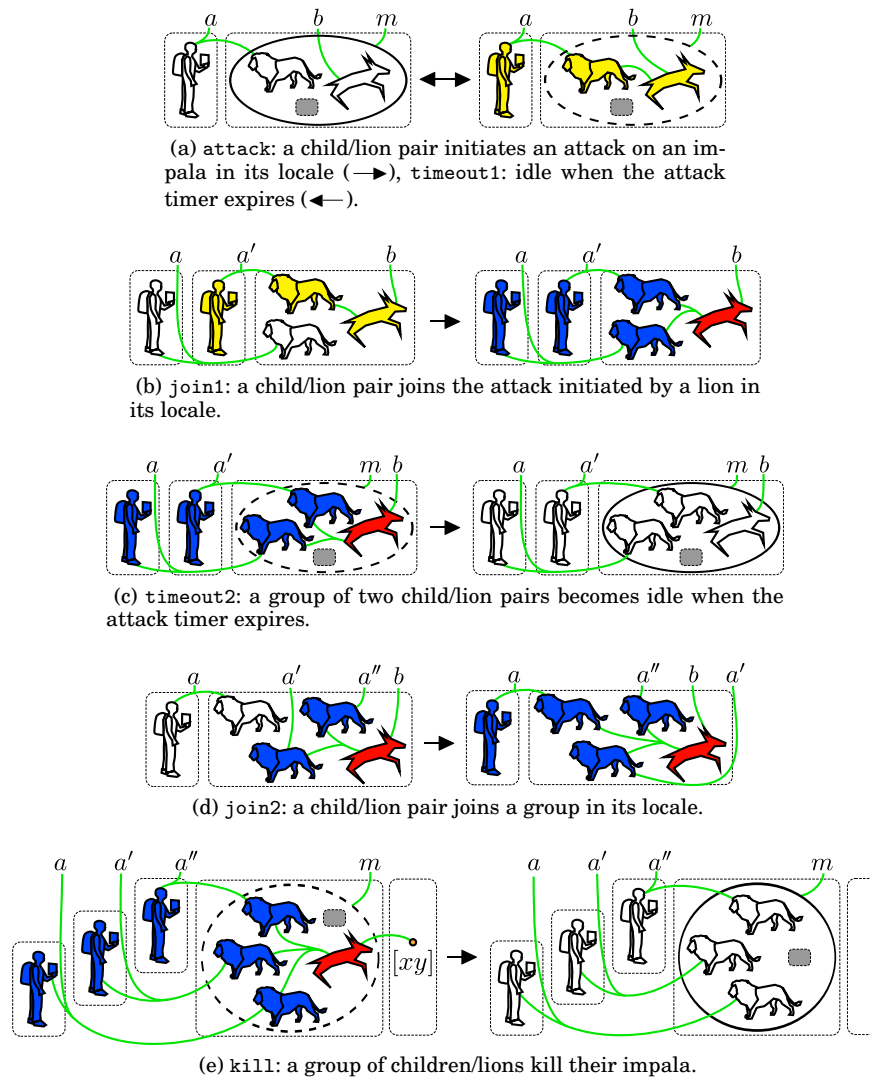 a b m
(a) attack: a child/lion pair initiates an attack on an im-
pala in its locale (—▶), timeout1: idle when the attack
timer expires (◀—).
a b m
a a′ b a a′ b
(b) join1: a child/lion pair joins the attack initiated by a lion in
its locale.
a a′ m b a a′ m b
(c) timeout2: a group of two child/lion pairs becomes idle when the
attack timer expires.
a a′ a″ b a a″ b a′
(d) join2: a child/lion pair joins a group in its locale.
a a′ a″ m a a′ a″ m
[xy]
(e) kill: a group of children/lions kill their impala.